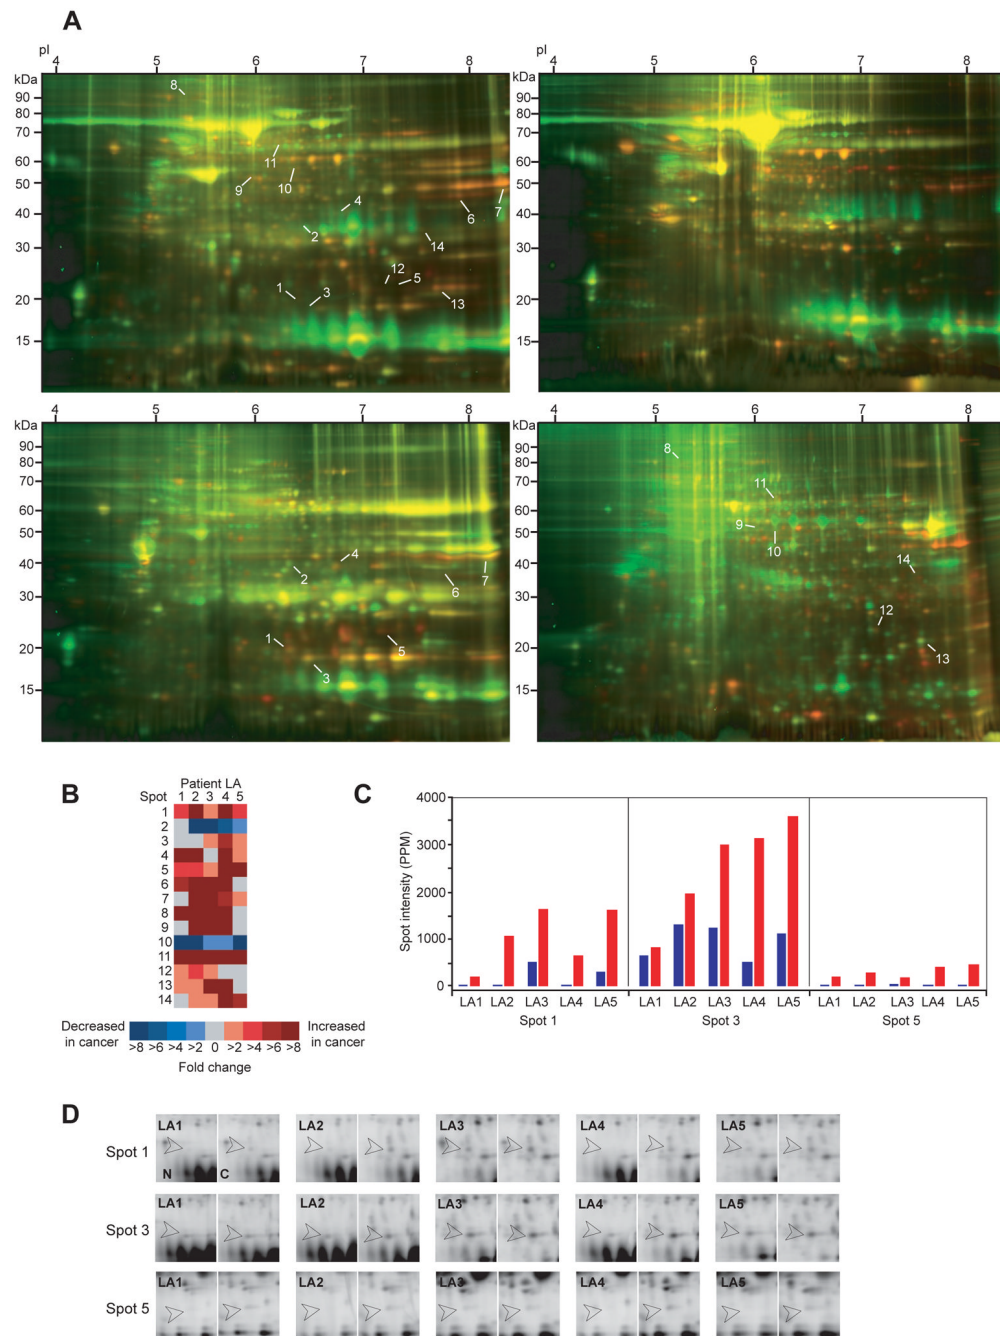 A
pI
4 5 6 7 8
4 5 6 7 8
kDa
90
80
70
60
50
40
30
20
15
8
11
9
10
4
2
6
7
14
12
5
1
3
13
kDa
90
80
70
60
50
40
30
20
15
4 5 6 7 8
4 5 6 7 8
kDa
90
70
60
50
40
30
20
15
4
2
6
7
1
5
3
kDa
90
80
70
60
50
40
30
20
15
8
11
9
10
14
12
13
B
Patient LA
Spot 1 2 3 4 5
1
2
3
4
5
6
7
8
9
10
11
12
13
14
Decreased in cancer
Increased in cancer
>8 >6 >4 >2 0 >2 >4 >6 >8
Fold change
C
Spot intensity (PPM)
4000
3000
2000
1000
0
LA1 LA2 LA3 LA4 LA5 LA1 LA2 LA3 LA4 LA5 LA1 LA2 LA3 LA4 LA5
Spot 1 Spot 3 Spot 5
D
LA1 LA2 LA3 LA4 LA5
Spot 1
N C
LA1 LA2 LA3 LA4 LA5
Spot 3
LA1 LA2 LA3 LA4 LA5
Spot 5